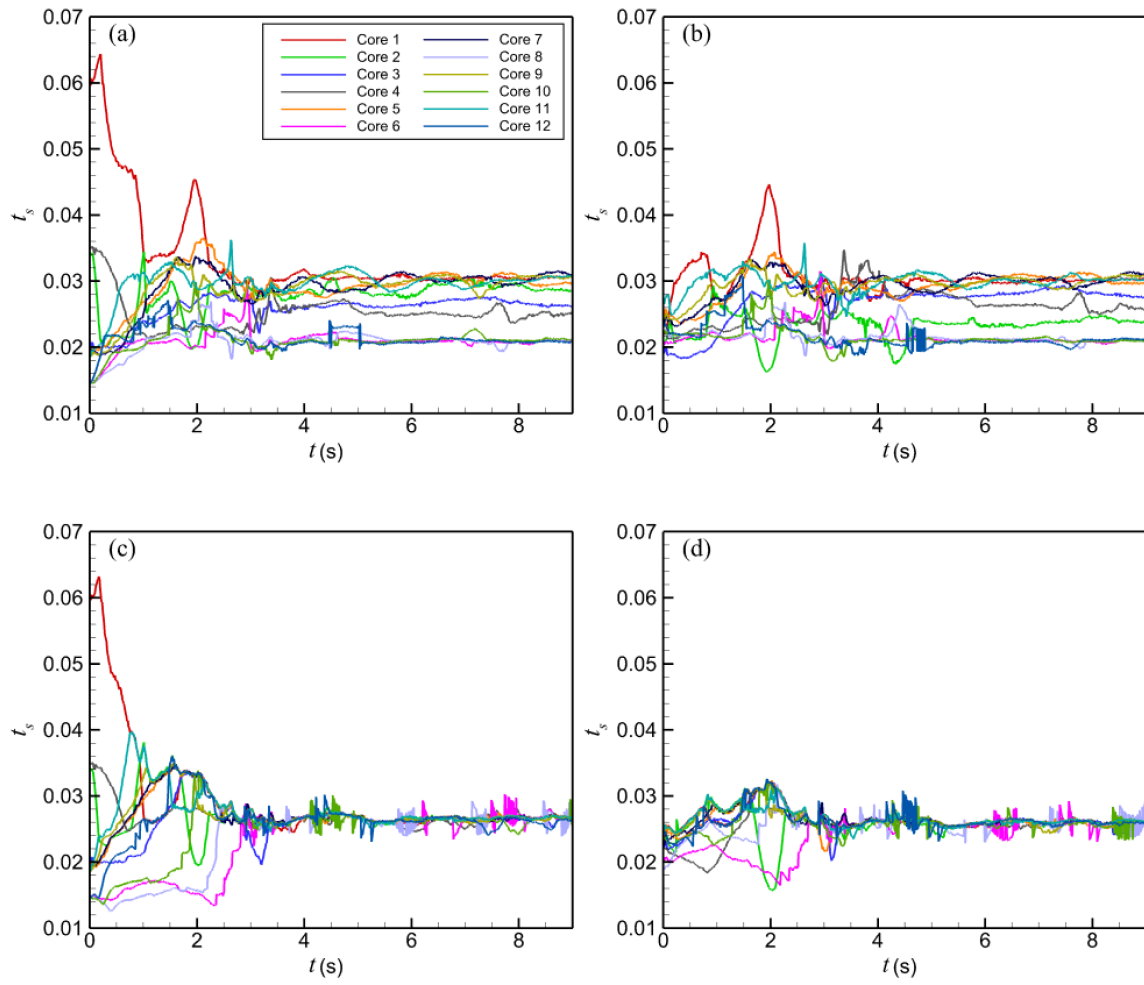 (a)
0.07
0.06
0.05
0.04
0.03
0.02
0.01
t_s
0 2 4 6 8
t (s)
Core 1 Core 7
Core 2 Core 8
Core 3 Core 9
Core 4 Core 10
Core 5 Core 11
Core 6 Core 12
(b)
0.07
0.06
0.05
0.04
0.03
0.02
0.01
t_s
0 2 4 6 8
t (s)
(c)
0.07
0.06
0.05
0.04
0.03
0.02
0.01
t_s
0 2 4 6 8
t (s)
(d)
0.07
0.06
0.05
0.04
0.03
0.02
0.01
t_s
0 2 4 6 8
t (s)